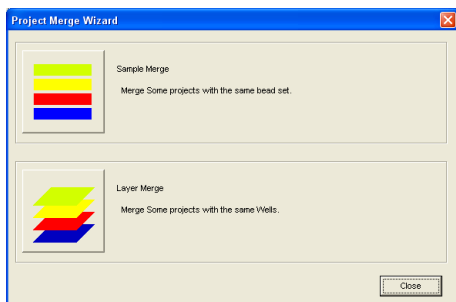 Project Merge Wizard
Sample Merge
Merge Some projects with the same bead set.
Layer Merge
Merge Some projects with the same Wells.
Close